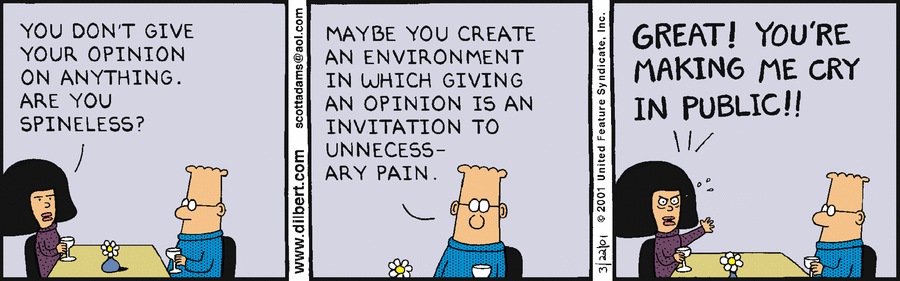 YOU DON'T GIVE
YOUR OPINION
ON ANYTHING.
ARE YOU
SPINELESS?
www.dilbert.com scottadams@aol.com
MAYBE YOU CREATE
AN ENVIRONMENT
IN WHICH GIVING
AN OPINION IS AN
INVITATION TO
UNNECESS-
ARY PAIN.
3/22/01 © 2001 United Feature Syndicate, Inc.
GREAT! YOU'RE
MAKING ME CRY
IN PUBLIC!!